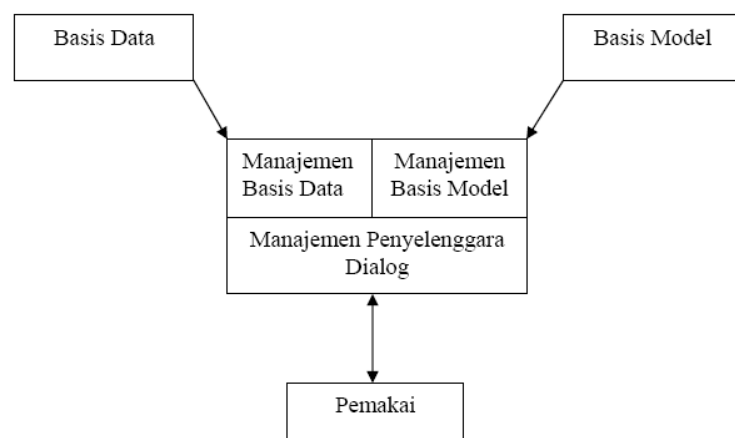 Basis Data
Basis Model
Manajemen
Basis Data
Manajemen
Basis Model
Manajemen Penyelenggara
Dialog
Pemakai